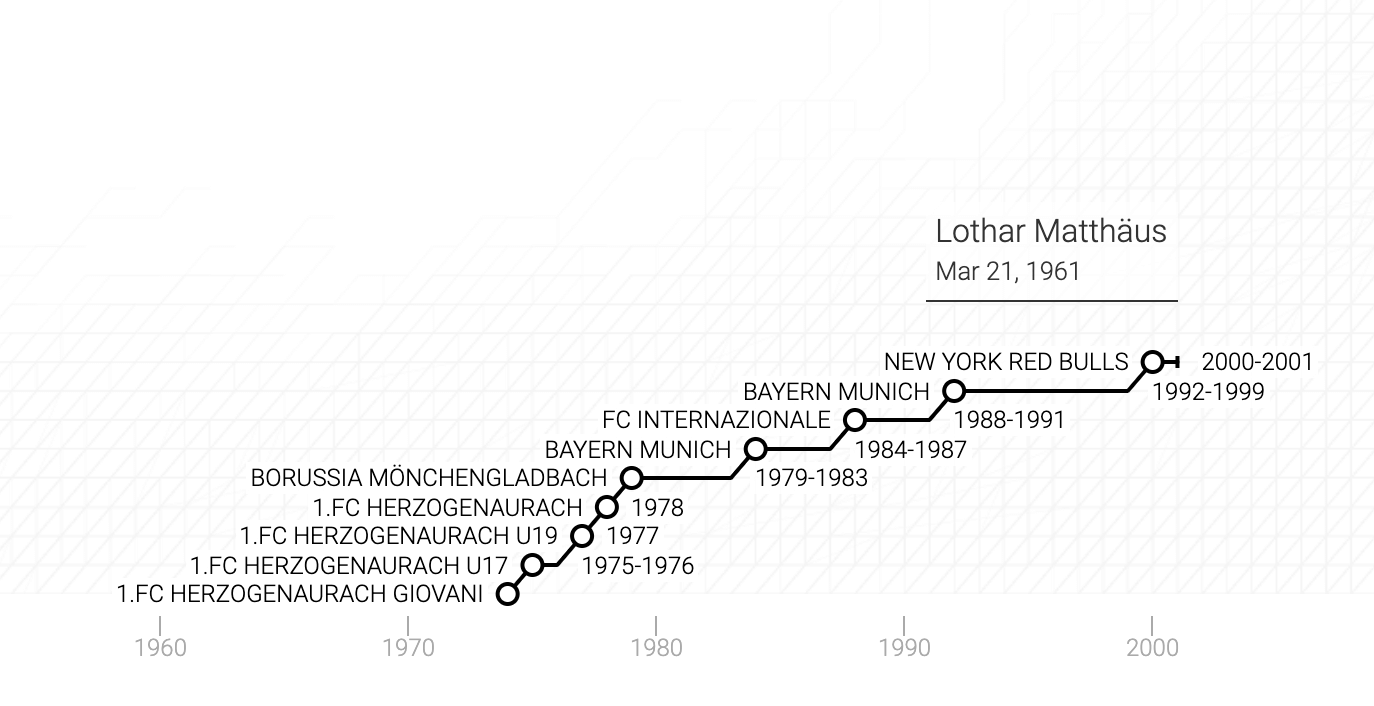 Lothar Matthäus
Mar 21, 1961
NEW YORK RED BULLS 2000-2001
BAYERN MUNICH 1992-1999
FC INTERNAZIONALE 1988-1991
BAYERN MUNICH 1984-1987
BORUSSIA MÖNCHENGLADBACH 1979-1983
1.FC HERZOGENAURACH 1978
1.FC HERZOGENAURACH U19 1977
1.FC HERZOGENAURACH U17 1975-1976
1.FC HERZOGENAURACH GIOVANI
1960 1970 1980 1990 2000